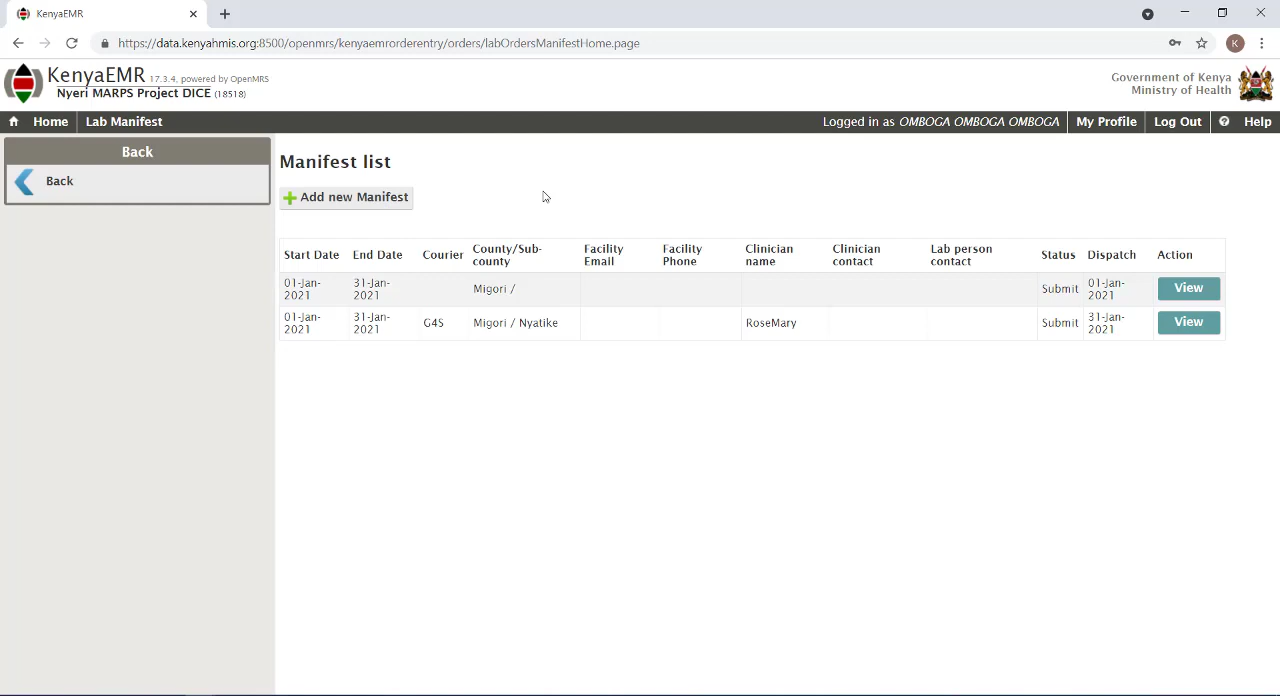 KenyaEMR
https://data.kenyahmis.org:8500/openmrs/kenyaemrorderentry/orders/labOrdersManifestHome.page
K
KenyaEMR 17.3.4, powered by OpenMRS
Nyeri MARPS Project DICE (18518)
Government of Kenya
Ministry of Health
Home Lab Manifest Logged in as OMBOGA OMBOGA OMBOGA My Profile Log Out Help
Back
Back
Manifest list
Add new Manifest
Start Date End Date Courier County/Sub-county Facility Email Facility Phone Clinician name Clinician contact Lab person contact Status Dispatch Action
01-Jan-2021 31-Jan-2021 Migori / Submit 01-Jan-2021 View
01-Jan-2021 31-Jan-2021 G4S Migori / Nyatike RoseMary Submit 31-Jan-2021 View